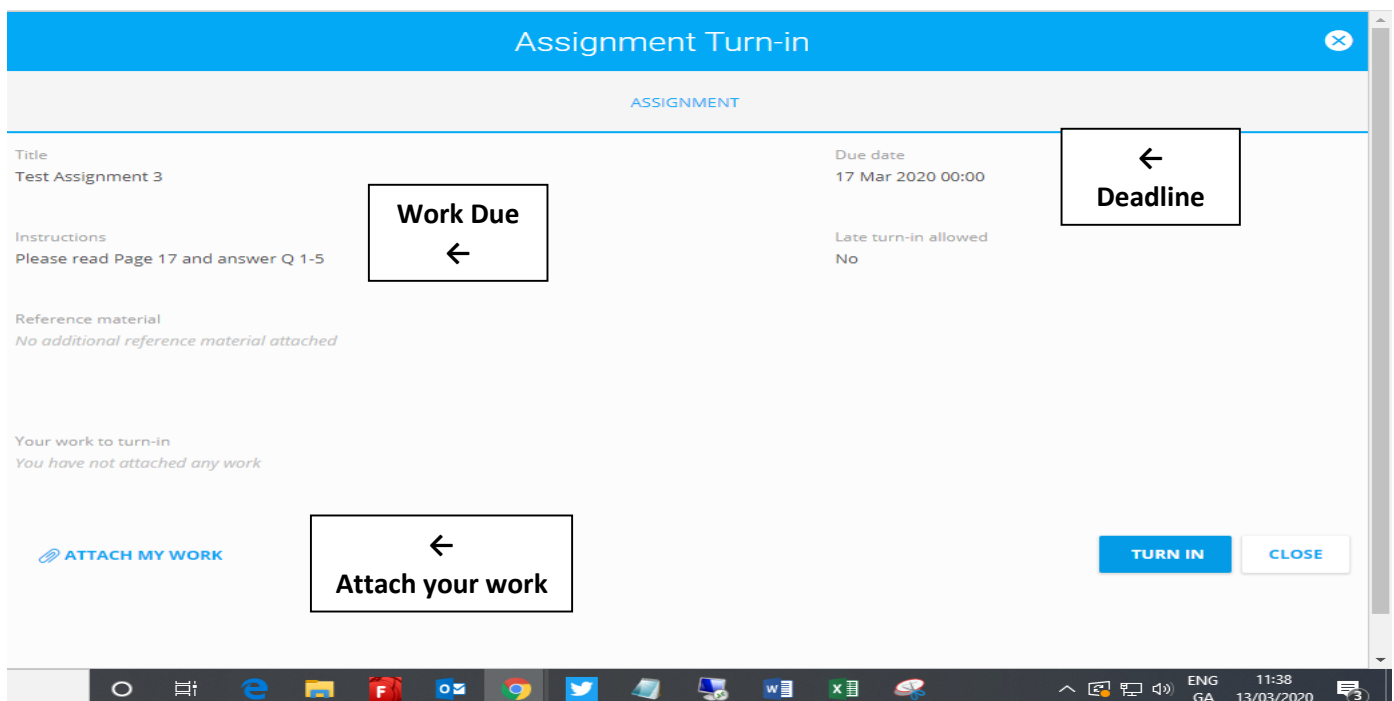 Assignment Turn-in
ASSIGNMENT
Title
Test Assignment 3
Due date
17 Mar 2020 00:00
←
Deadline
Work Due
←
Instructions
Please read Page 17 and answer Q 1-5
Late turn-in allowed
No
Reference material
No additional reference material attached
Your work to turn-in
You have not attached any work
ATTACH MY WORK
←
Attach your work
TURN IN
CLOSE
ENG
GA
11:38
13/03/2020
3